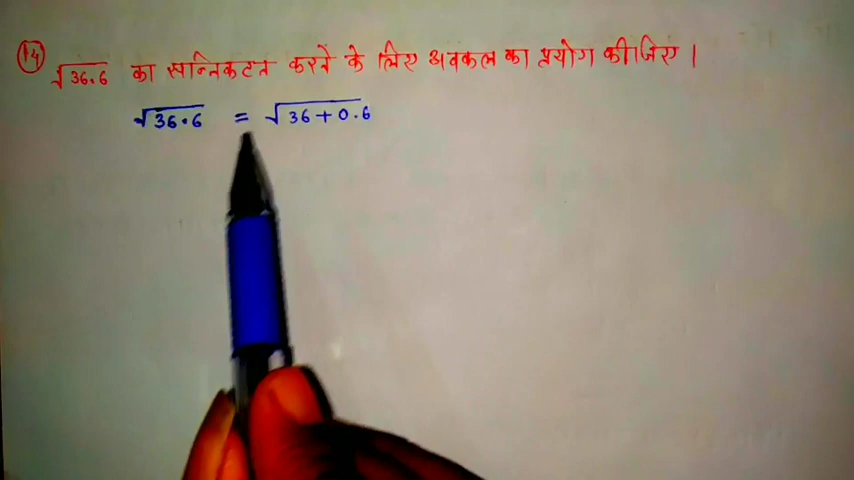 14 √36.6 का सन्निकटन करने के लिए अवकल का प्रयोग कीजिए।
√36.6 = √36+0.6